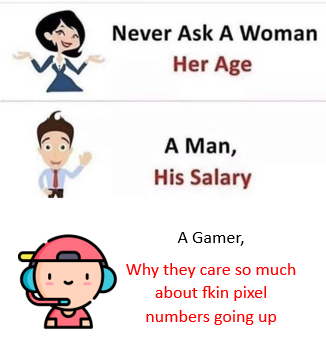 Never Ask A Woman
Her Age
A Man,
His Salary
A Gamer,
Why they care so much
about fkin pixel
numbers going up